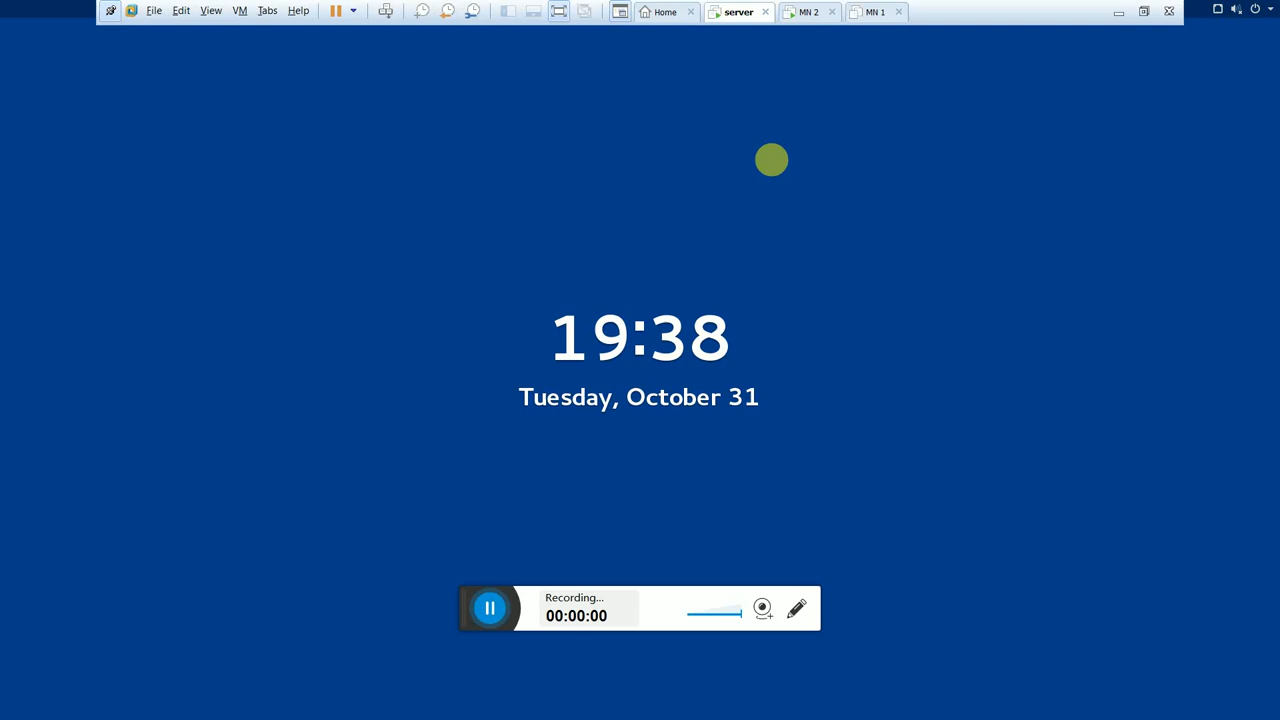 File Edit View VM Tabs Help Home server MN 2 MN 1
19:38
Tuesday, October 31
Recording...
00:00:00